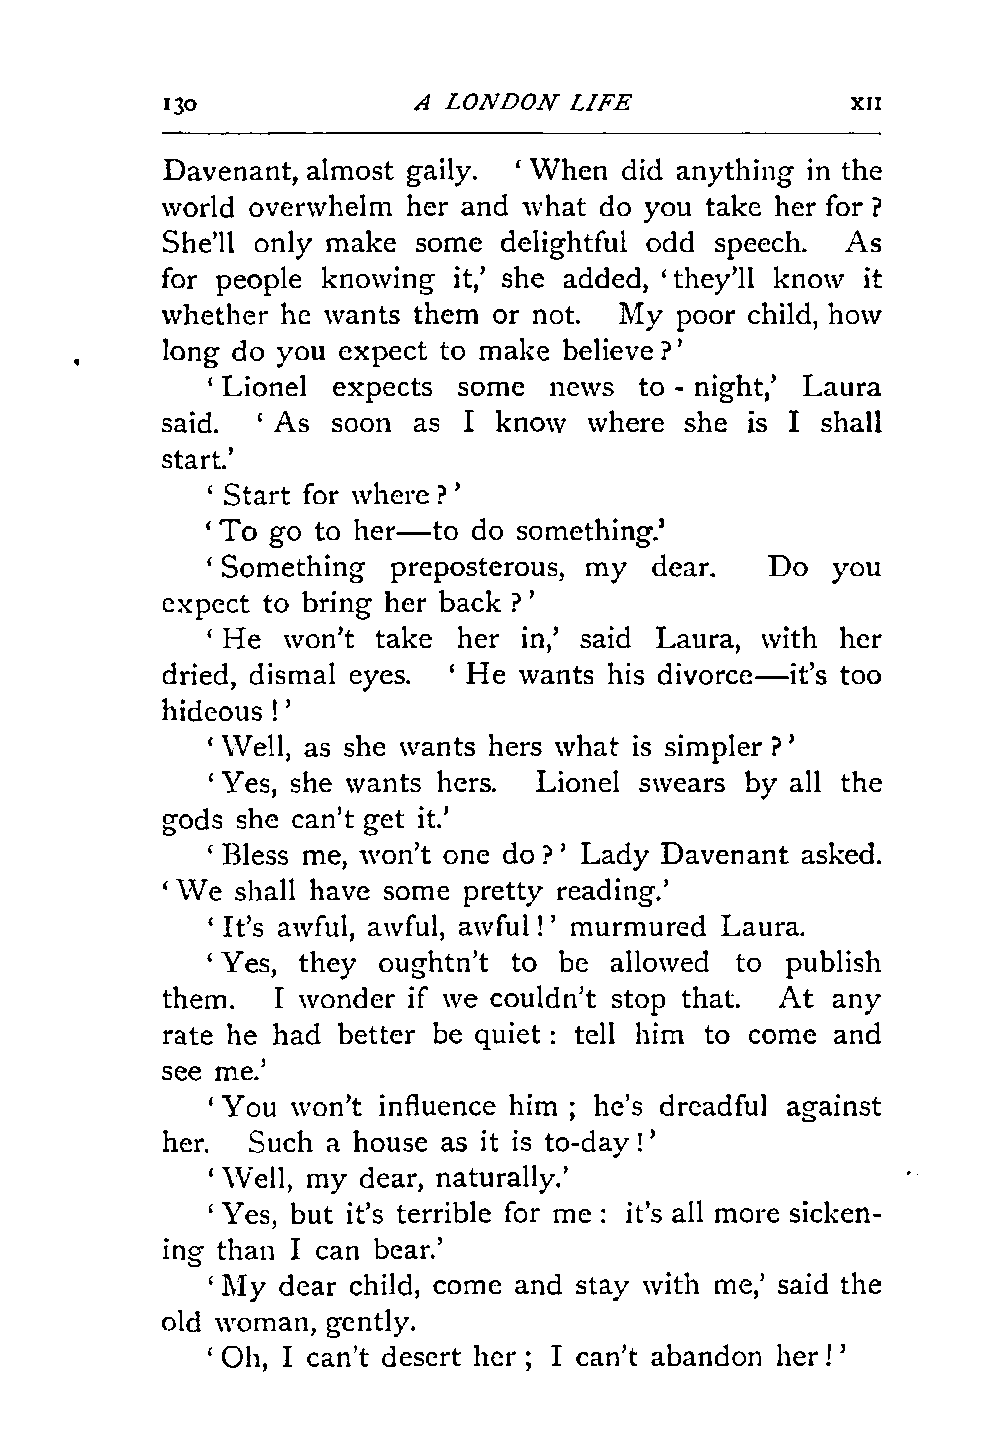 130 A LONDON LIFE XII
Davenant, almost gaily. ‘When did anything in the
world overwhelm her and what do you take her for?
She’ll only make some delightful odd speech. As
for people knowing it,’ she added, ‘they’ll know it
whether he wants them or not. My poor child, how
long do you expect to make believe?’
‘Lionel expects some news to-night,’ Laura
said. ‘As soon as I know where she is I shall
start.’
‘Start for where?’
‘To go to her—to do something.’
‘Something preposterous, my dear. Do you
expect to bring her back?’
‘He won’t take her in,’ said Laura, with her
dried, dismal eyes. ‘He wants his divorce—it’s too
hideous!’
‘Well, as she wants hers what is simpler?’
‘Yes, she wants hers. Lionel swears by all the
gods she can’t get it.’
‘Bless me, won’t one do?’ Lady Davenant asked.
‘We shall have some pretty reading.’
‘It’s awful, awful, awful!’ murmured Laura.
‘Yes, they oughtn’t to be allowed to publish
them. I wonder if we couldn’t stop that. At any
rate he had better be quiet: tell him to come and
see me.’
‘You won’t influence him; he’s dreadful against
her. Such a house as it is to-day!’
‘Well, my dear, naturally.’
‘Yes, but it’s terrible for me: it’s all more sicken-
ing than I can bear.’
‘My dear child, come and stay with me,’ said the
old woman, gently.
‘Oh, I can’t desert her; I can’t abandon her!’